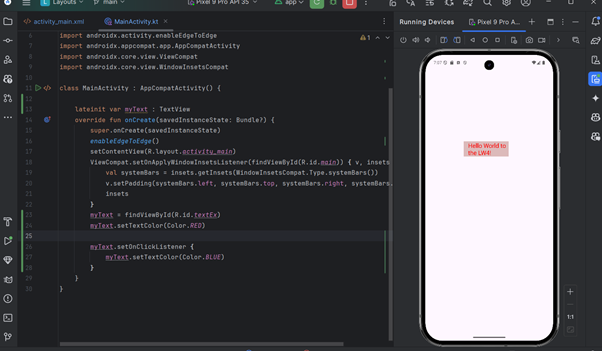 Layouts
main
Pixel 9 Pro API 35
app
activity_main.xml
MainActivity.kt
Running Devices
Pixel 9 Pro AP...
1
6 import androidx.activity.enableEdgeToEdge
7 import androidx.appcompat.app.AppCompatActivity
8 import androidx.core.view.ViewCompat
9 import androidx.core.view.WindowInsetsCompat
10
11 class MainActivity : AppCompatActivity() {
12
13 lateinit var myText : TextView
14 override fun onCreate(savedInstanceState: Bundle?) {
15 super.onCreate(savedInstanceState)
16 enableEdgeToEdge()
17 setContentView(R.layout.activity_main)
18 ViewCompat.setOnApplyWindowInsetsListener(findViewById(R.id.main)) { v, insets
19 val systemBars = insets.getInsets(WindowInsetsCompat.Type.systemBars())
20 v.setPadding(systemBars.left, systemBars.top, systemBars.right, systemBars.
21 insets
22 }
23 myText = findViewById(R.id.textEx)
24 myText.setTextColor(Color.RED)
25
26 myText.setOnClickListener {
27 myText.setTextColor(Color.BLUE)
28 }
29 }
30 }
Hello World to
the LW4!
1:1